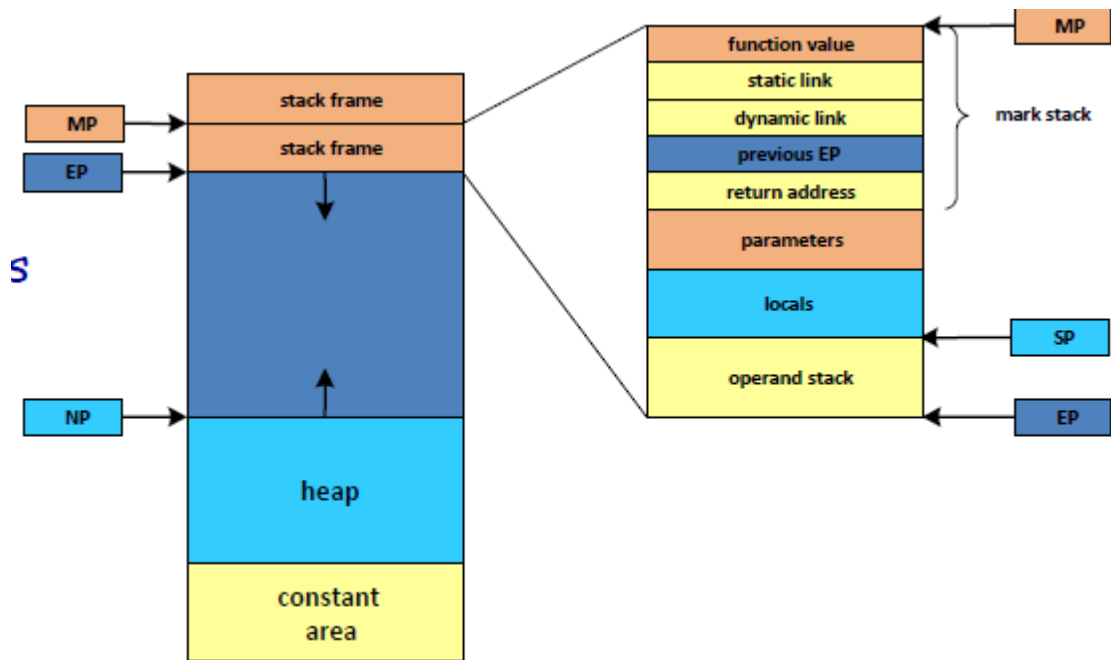 MP
function value
static link
stack frame
MP
dynamic link
mark stack
stack frame
EP
previous EP
return address
parameters
s
locals
SP
operand stack
NP
EP
heap
constant
area